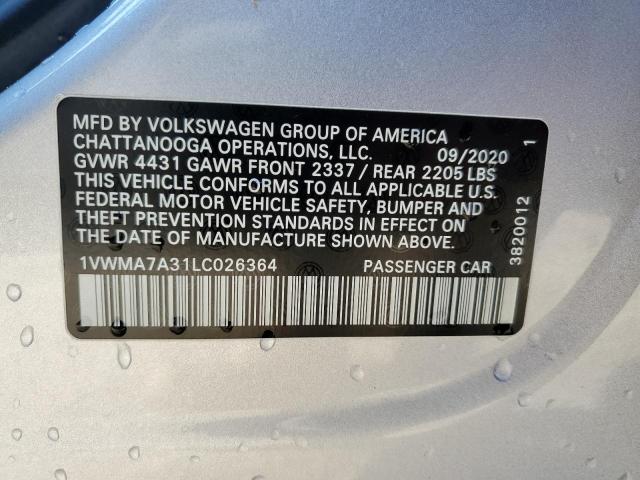 MFD BY VOLKSWAGEN GROUP OF AMERICA
CHATTANOOGA OPERATIONS, LLC. 09/2020
GVWR 4431 GAWR FRONT 2337 / REAR 2205 LBS
THIS VEHICLE CONFORMS TO ALL APPLICABLE U.S.
FEDERAL MOTOR VEHICLE SAFETY, BUMPER AND
THEFT PREVENTION STANDARDS IN EFFECT ON
THE DATE OF MANUFACTURE SHOWN ABOVE.
1VWMA7A31LC026364 PASSENGER CAR
3820012 1